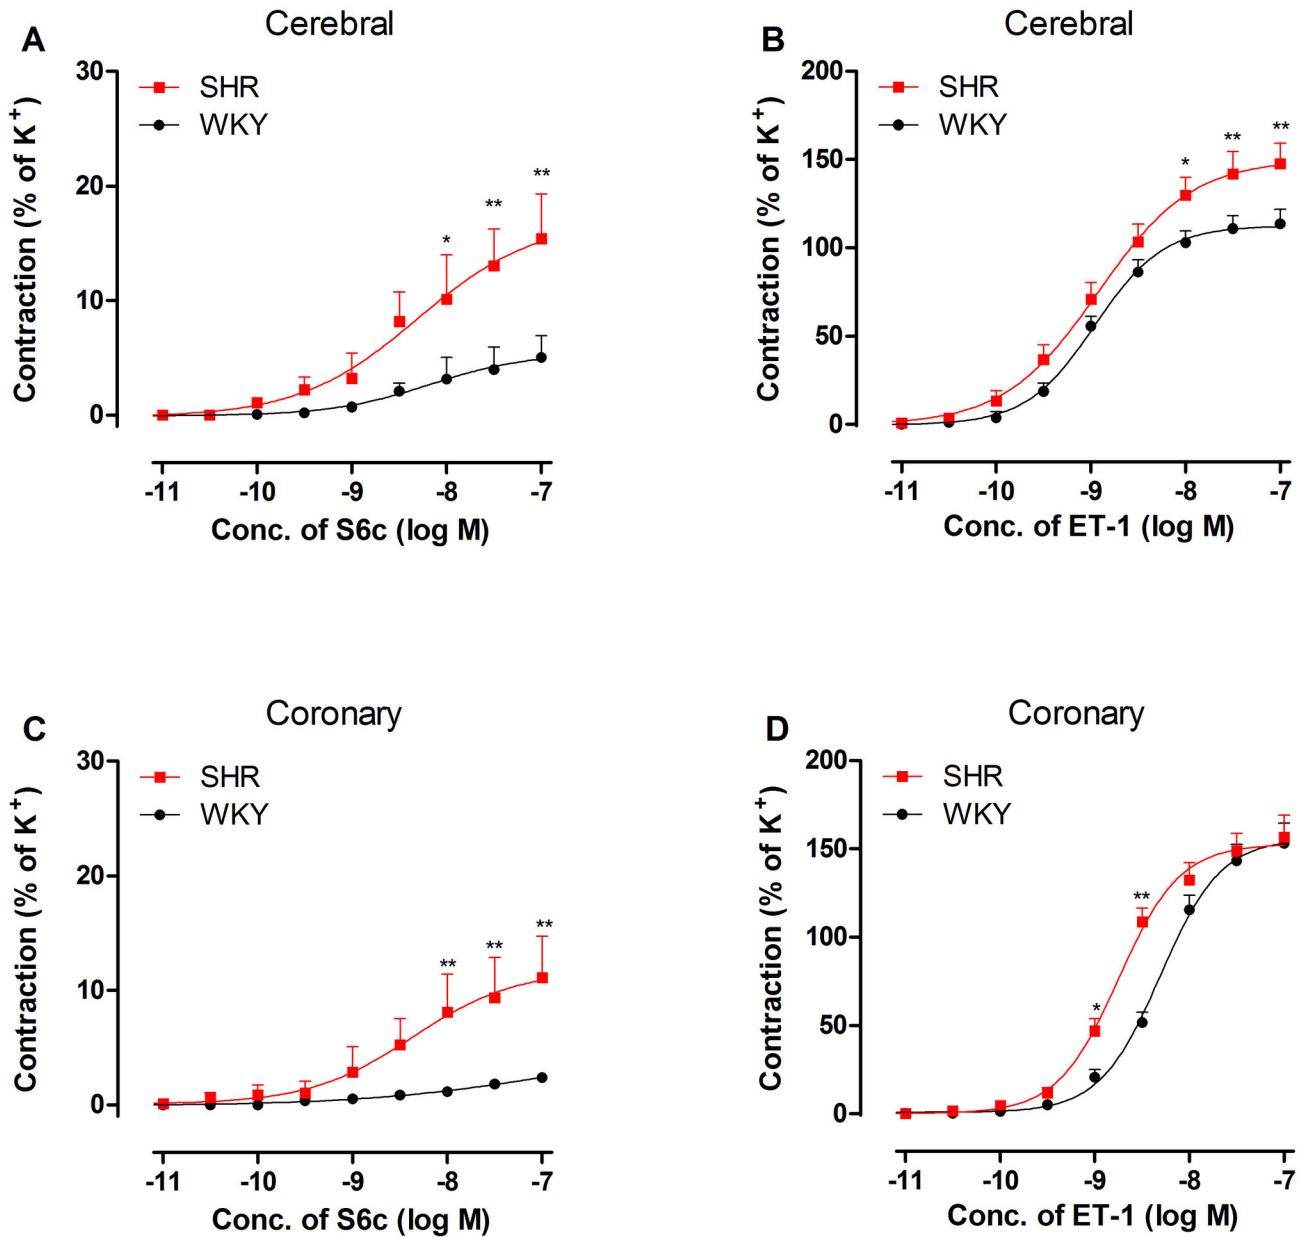 A
Cerebral
SHR
WKY
Contraction (% of K+)
30
20
10
0
*
**
**
-11 -10 -9 -8 -7
Conc. of S6c (log M)
B
Cerebral
SHR
WKY
Contraction (% of K+)
200
150
100
50
0
*
**
**
-11 -10 -9 -8 -7
Conc. of ET-1 (log M)
C
Coronary
SHR
WKY
Contraction (% of K+)
30
20
10
0
**
**
**
-11 -10 -9 -8 -7
Conc. of S6c (log M)
D
Coronary
SHR
WKY
Contraction (% of K+)
200
150
100
50
0
*
**
-11 -10 -9 -8 -7
Conc. of ET-1 (log M)